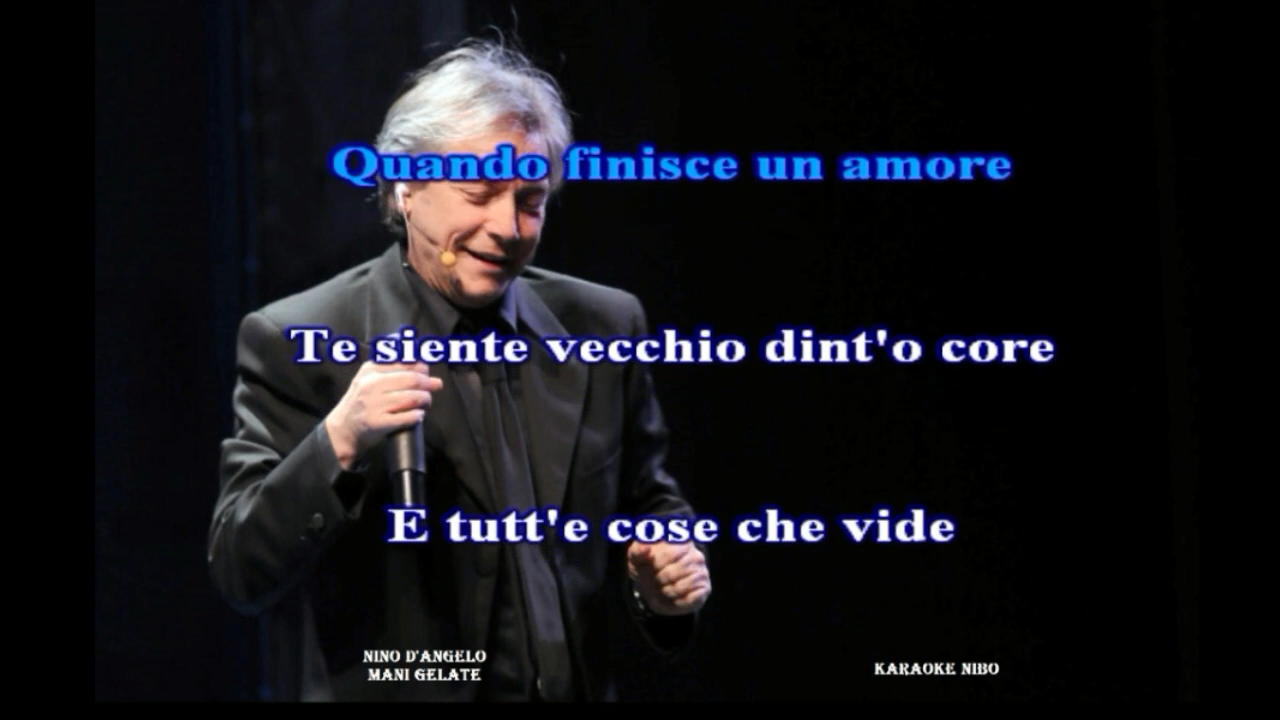 Quando finisce un amore
Te siente vecchio dint'o core
E tutt'e cose che vide
NINO D'ANGELO
MANI GELATE
KARAOKE NIBO